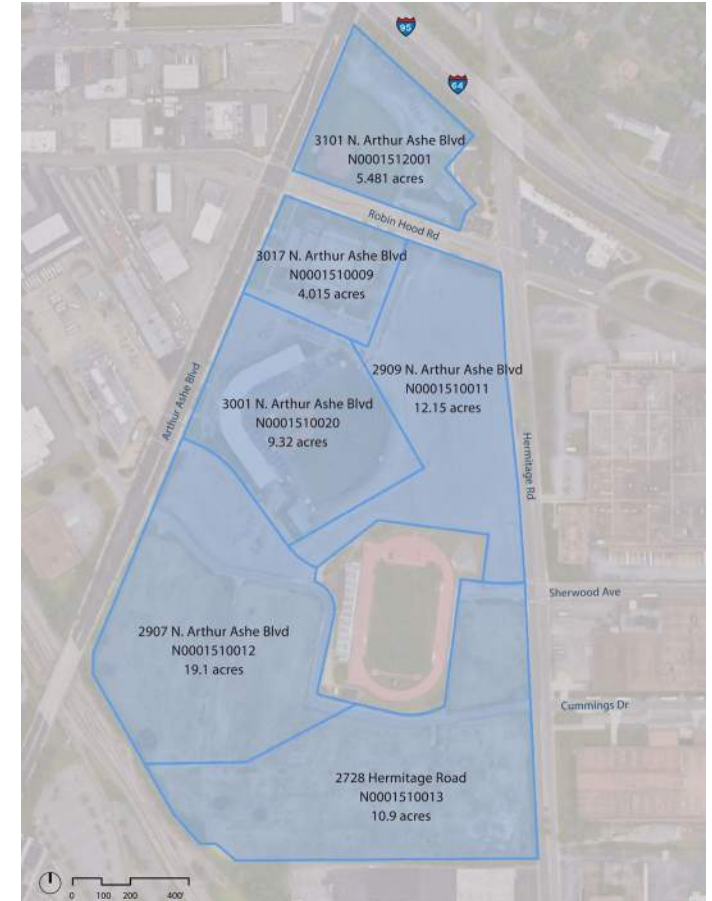 95
64
3101 N. Arthur Ashe Blvd
N0001512001
5.481 acres
Robin Hood Rd
3017 N. Arthur Ashe Blvd
N0001510009
4.015 acres
2909 N. Arthur Ashe Blvd
N0001510011
12.15 acres
Arthur Ashe Blvd
3001 N. Arthur Ashe Blvd
N0001510020
9.32 acres
Hermitage Rd
Sherwood Ave
2907 N. Arthur Ashe Blvd
N0001510012
19.1 acres
Cummings Dr
2728 Hermitage Road
N0001510013
10.9 acres
0 100 200 400'